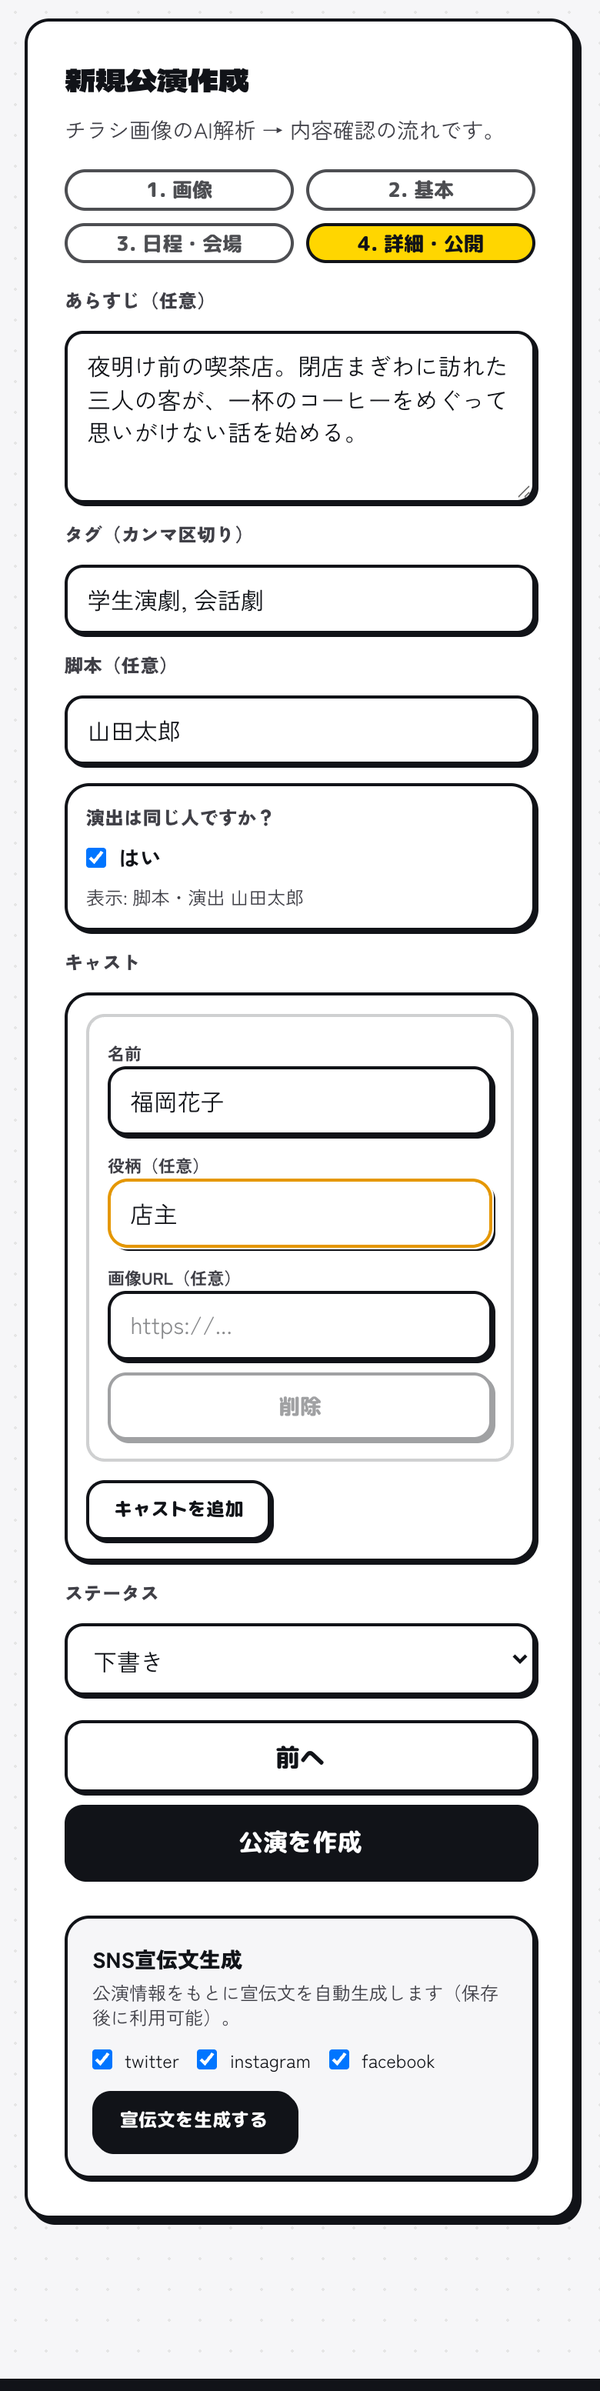 新規公演作成
チラシ画像のAI解析 → 内容確認の流れです。
1. 画像
2. 基本
3. 日程・会場
4. 詳細・公開
あらすじ（任意）
夜明け前の喫茶店。閉店まぎわに訪れた
三人の客が、一杯のコーヒーをめぐって
思いがけない話を始める。
タグ（カンマ区切り）
学生演劇, 会話劇
脚本（任意）
山田太郎
演出は同じ人ですか？
はい
表示: 脚本・演出 山田太郎
キャスト
名前
福岡花子
役柄（任意）
店主
画像URL（任意）
https://...
削除
キャストを追加
ステータス
下書き
前へ
公演を作成
SNS宣伝文生成
公演情報をもとに宣伝文を自動生成します（保存
後に利用可能）。
twitter
instagram
facebook
宣伝文を生成する